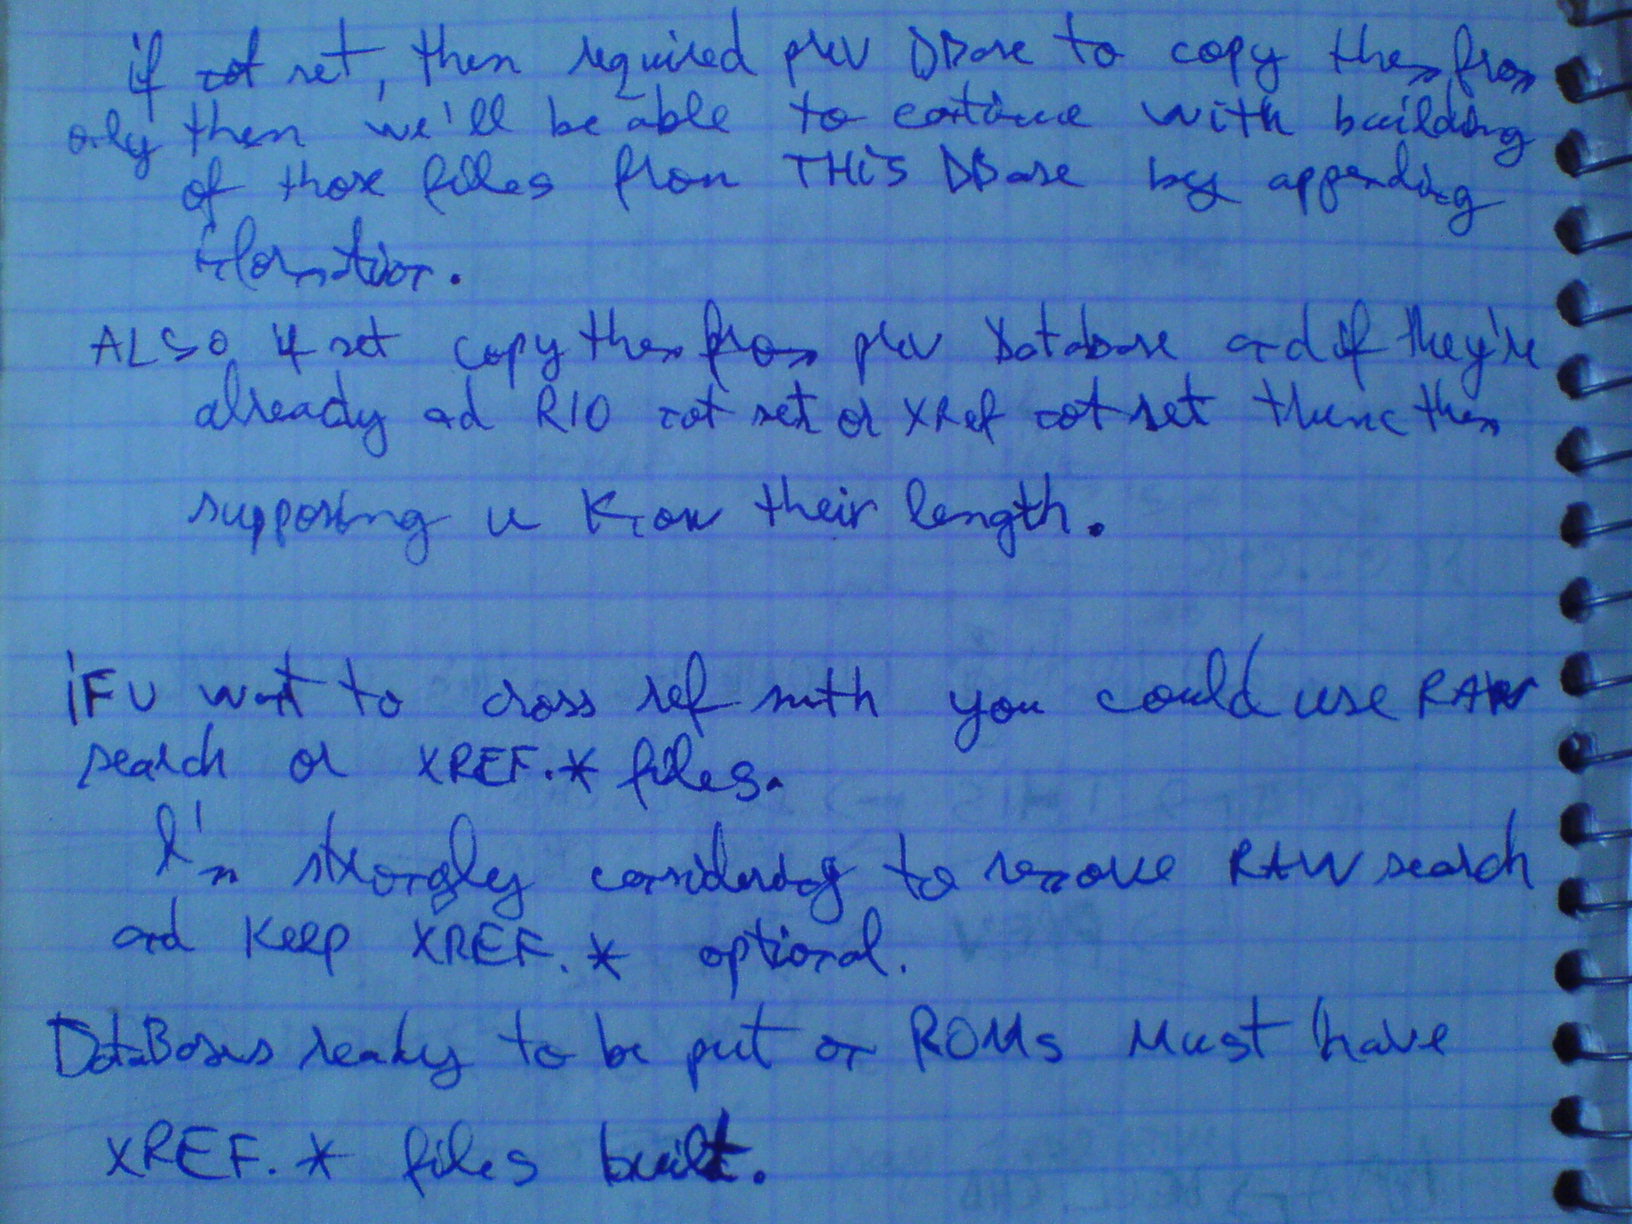 if not set, then required prev DBase to copy them from
only then we'll be able to continue with building
of those files from THiS DBase by appending
information.
ALSO if set copy them from prev Database and if they're
already and R10 not set or XRef not set then them
supposing u Know their length.
iF U want to cross ref smth you could use RAW
search or XREF.* files.
I'm strongly considering to remove RAW search
and Keep XREF.* optional.
DataBases ready to be put on ROMs Must have
XREF.* files built.